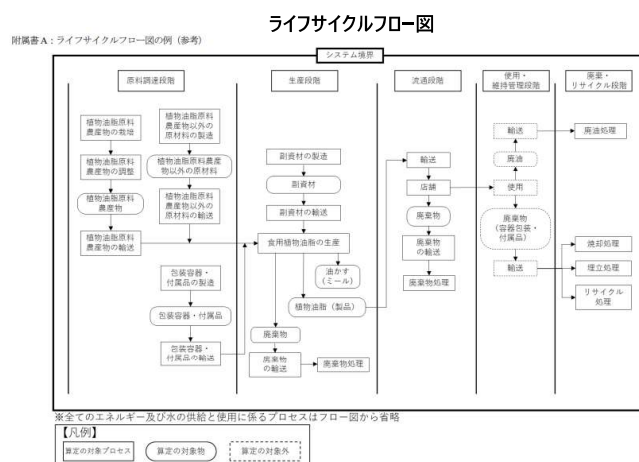 ライフサイクルフロー図
附属書A：ライフサイクルフロー図の例（参考）
システム境界
原料調達段階
生産段階
流通段階
使用・
維持管理段階
廃棄・
リサイクル段階
植物油脂原料
農産物の栽培
植物油脂原料
農産物の調整
植物油脂原料
農産物
植物油脂原料
農産物の輸送
植物油脂原料
農産物以外の
原材料の製造
植物油脂原料農産
物以外の原材料
植物油脂原料
農産物以外の
原材料の輸送
包装容器・
付属品の製造
包装容器・付属品
包装容器・
付属品の輸送
副資材の製造
副資材
副資材の輸送
食用植物油脂の生産
油かす
（ミール）
植物油脂（製品）
廃棄物
廃棄物
の輸送
廃棄物処理
輸送
店舗
廃棄物
廃棄物
の輸送
廃棄物処理
輸送
廃油
使用
廃棄物
（容器包装・
付属品）
輸送
廃油処理
焼却処理
埋立処理
リサイクル
処理
※全てのエネルギー及び水の供給と使用に係るプロセスはフロー図から省略
【凡例】
算定の対象プロセス
算定の対象物
算定の対象外